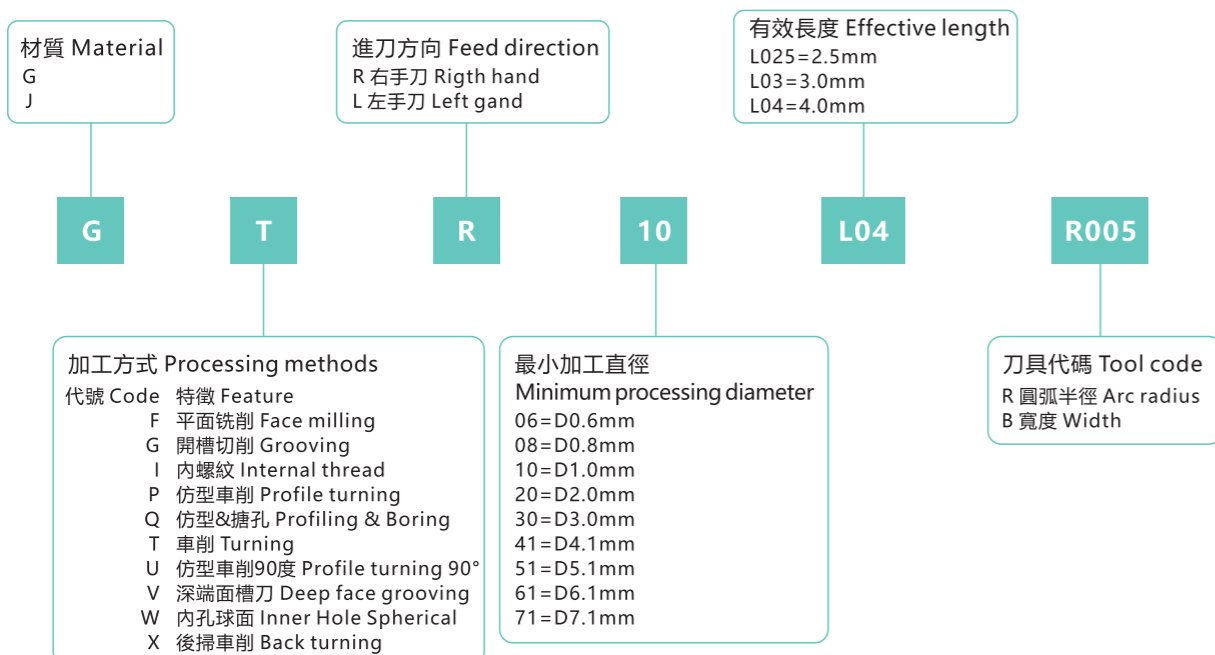 材質 Material
G
J
進刀方向 Feed direction
R 右手刀 Rigth hand
L 左手刀 Left gand
有效長度 Effective length
L025=2.5mm
L03=3.0mm
L04=4.0mm
G
T
R
10
L04
R005
加工方式 Processing methods
代號 Code 特徵 Feature
F 平面铣削 Face milling
G 開槽切削 Grooving
I 內螺紋 Internal thread
P 仿型車削 Profile turning
Q 仿型&搪孔 Profiling & Boring
T 車削 Turning
U 仿型車削90度 Profile turning 90°
V 深端面槽刀 Deep face grooving
W 內孔球面 Inner Hole Spherical
X 後掃車削 Back turning
最小加工直徑
Minimum processing diameter
06=D0.6mm
08=D0.8mm
10=D1.0mm
20=D2.0mm
30=D3.0mm
41=D4.1mm
51=D5.1mm
61=D6.1mm
71=D7.1mm
刀具代碼 Tool code
R 圓弧半徑 Arc radius
B 寬度 Width